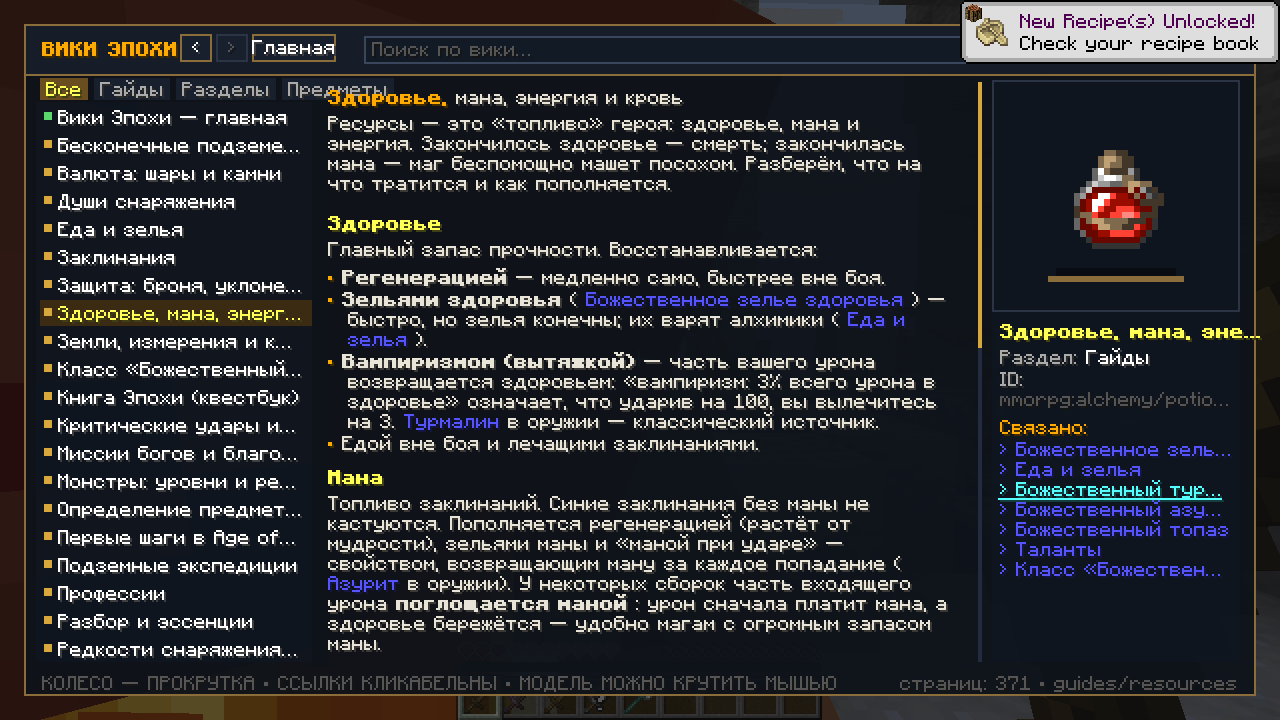 ВИКИ ЭПОХИ < > Главная Поиск по вики...
New Recipe(s) Unlocked!
Check your recipe book
Все Гайды Разделы Предметы
Вики Эпохи — главная
Бесконечные подземе...
Валюта: шары и камни
Души снаряжения
Еда и зелья
Заклинания
Защита: броня, уклоне...
Здоровье, мана, энерг...
Земли, измерения и к...
Класс «Божественный...
Книга Эпохи (квестбук)
Критические удары и...
Миссии богов и благо...
Монстры: уровни и ре...
Определение предмет...
Первые шаги в Age of...
Подземные экспедиции
Профессии
Разбор и эссенции
Редкости снаряжения...
Здоровье, мана, энергия и кровь
Ресурсы — это «топливо» героя: здоровье, мана и
энергия. Закончилось здоровье — смерть; закончилась
мана — маг беспомощно машет посохом. Разберём, что на
что тратится и как пополняется.
Здоровье
Главный запас прочности. Восстанавливается:
• Регенерацией — медленно само, быстрее вне боя.
• Зельями здоровья ( Божественное зелье здоровья ) —
быстро, но зелья конечны; их варят алхимики ( Еда и
зелья ).
• Вампиризмом (вытяжкой) — часть вашего урона
возвращается здоровьем: «вампиризм: 3% всего урона в
здоровье» означает, что ударив на 100, вы вылечитесь
на 3. Турмалин в оружии — классический источник.
• Едой вне боя и лечащими заклинаниями.
Мана
Топливо заклинаний. Синие заклинания без маны не
кастуются. Пополняется регенерацией (растёт от
мудрости), зельями маны и «маной при ударе» —
свойством, возвращающим ману за каждое попадание (
Азурит в оружии). У некоторых сборок часть входящего
урона поглощается маной : урон сначала платит мана, а
здоровье бережётся — удобно магам с огромным запасом
маны.
Здоровье, мана, эне...
Раздел: Гайды
ID:
mmorpg:alchemy/potio...
Связано:
> Божественное зель...
> Еда и зелья
> Божественный тур...
> Божественный азу...
> Божественный топаз
> Таланты
> Класс «Божествен...
КОЛЕСО — ПРОКРУТКА • ССЫЛКИ КЛИКАБЕЛЬНЫ • МОДЕЛЬ МОЖНО КРУТИТЬ МЫШЬЮ
страниц: 371 • guides/resources